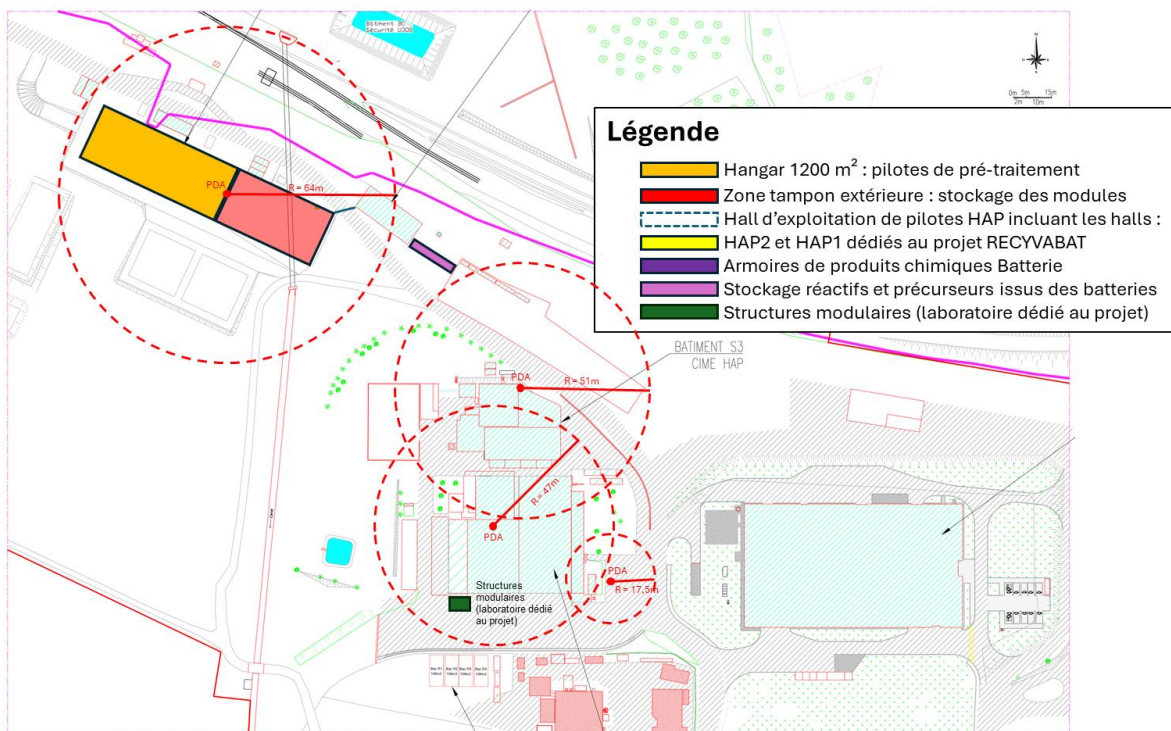 Bâtiment BC
Sécurité U308
N
0m 5m 15m
2m 10m
Légende
Hangar 1200 m² : pilotes de pré-traitement
Zone tampon extérieure : stockage des modules
Hall d’exploitation de pilotes HAP incluant les halls :
HAP2 et HAP1 dédiés au projet RECYVABAT
Armoires de produits chimiques Batterie
Stockage réactifs et précurseurs issus des batteries
Structures modulaires (laboratoire dédié au projet)
PDA
R = 64m
BATIMENT S3
CIME HAP
PDA
R = 51m
R = 47m
PDA
PDA
R = 17,5m
Structures
modulaires
(laboratoire dédié
au projet)